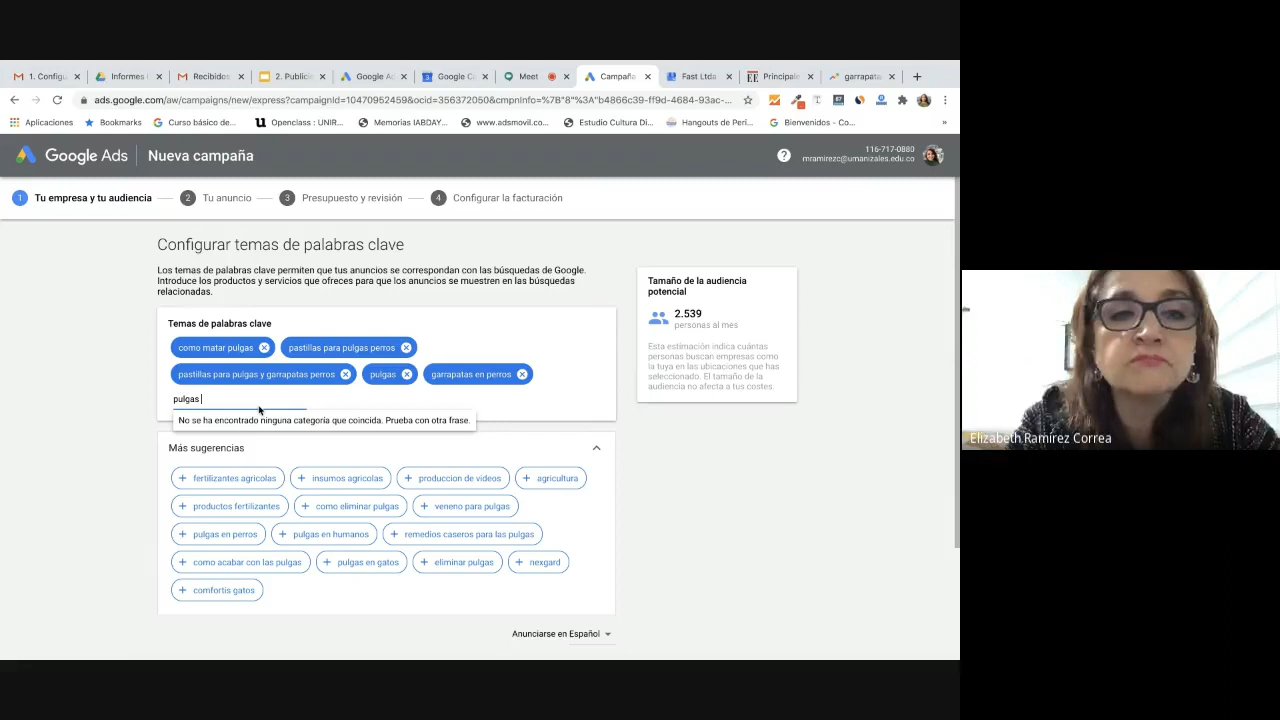 1. Configu
Informes
Recibidos
2. Publicid
Google Ad
Google Ca
Meet
Campaña
Fast Ltda
Principale
garrapata
ads.google.com/aw/campaigns/new/express?campaignId=10470952459&ocid=356372050&cmpnInfo=%7B"8"%3A"b4866c39-ff9d-4684-93ac-...
Aplicaciones
Bookmarks
Curso básico de...
Openclass : UNIR...
Memorias IABDAY...
www.adsmovil.co...
Estudio Cultura Di...
Hangouts de Peri...
Bienvenidos - Co...
»
Google Ads
Nueva campaña
116-717-0880
mramirezc@umanizales.edu.co
1 Tu empresa y tu audiencia
2 Tu anuncio
3 Presupuesto y revisión
4 Configurar la facturación
Configurar temas de palabras clave
Los temas de palabras clave permiten que tus anuncios se correspondan con las búsquedas de Google.
Introduce los productos y servicios que ofreces para que los anuncios se muestren en las búsquedas
relacionadas.
Temas de palabras clave
como matar pulgas
pastillas para pulgas perros
pastillas para pulgas y garrapatas perros
pulgas
garrapatas en perros
pulgas
No se ha encontrado ninguna categoría que coincida. Prueba con otra frase.
Más sugerencias
+ fertilizantes agricolas
+ insumos agricolas
+ produccion de videos
+ agricultura
+ productos fertilizantes
+ como eliminar pulgas
+ veneno para pulgas
+ pulgas en perros
+ pulgas en humanos
+ remedios caseros para las pulgas
+ como acabar con las pulgas
+ pulgas en gatos
+ eliminar pulgas
+ nexgard
+ comfortis gatos
Anunciarse en Español
Tamaño de la audiencia
potencial
2.539
personas al mes
Esta estimación indica cuántas
personas buscan empresas como
la tuya en las ubicaciones que has
seleccionado. El tamaño de la
audiencia no afecta a tus costes.
Elizabeth Ramirez Correa